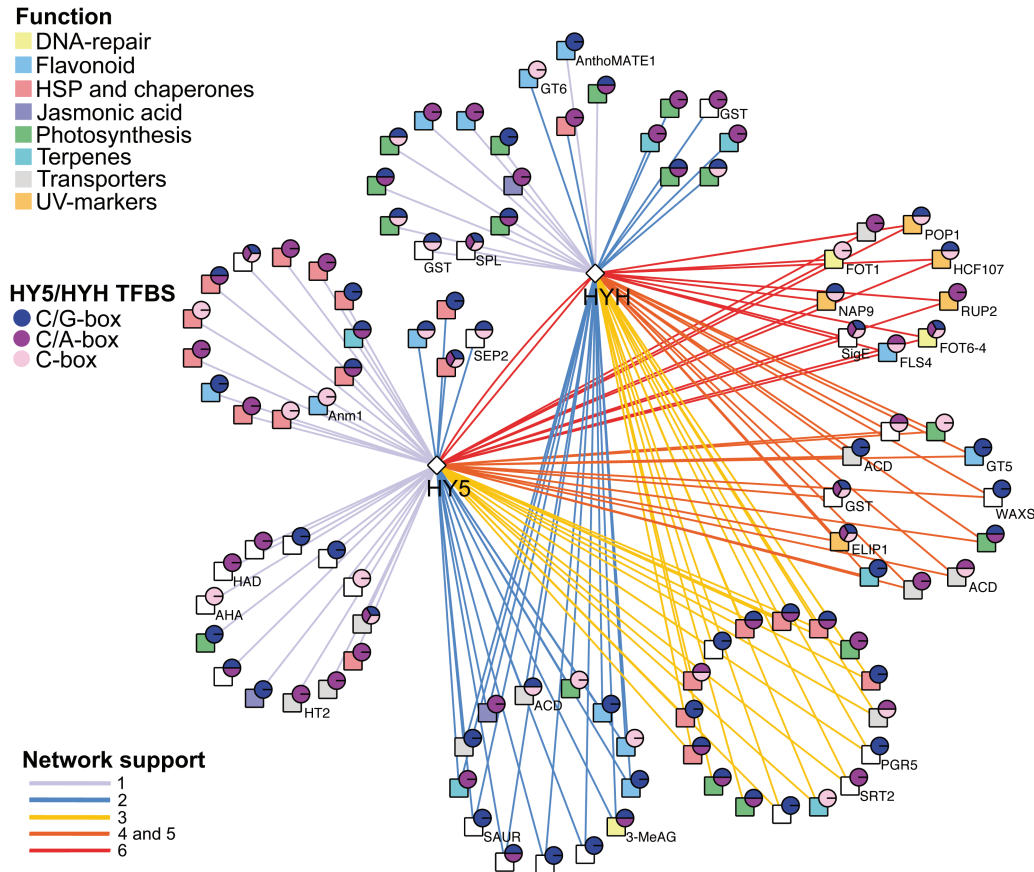 Function
DNA-repair
Flavonoid
HSP and chaperones
Jasmonic acid
Photosynthesis
Terpenes
Transporters
UV-markers
HY5/HYH TFBS
C/G-box
C/A-box
C-box
AnthoMATE1
GT6
GST
GST
SPL
HYH
POP1
FOT1
HCF107
NAP9
RUP2
SigE
FOT6-4
FLS4
SEP2
Anm1
HY5
ACD
GT5
GST
WAXS
ELIP1
ACD
HAD
AHA
HT2
ACD
SAUR
3-MeAG
PGR5
SRT2
Network support
1
2
3
4 and 5
6